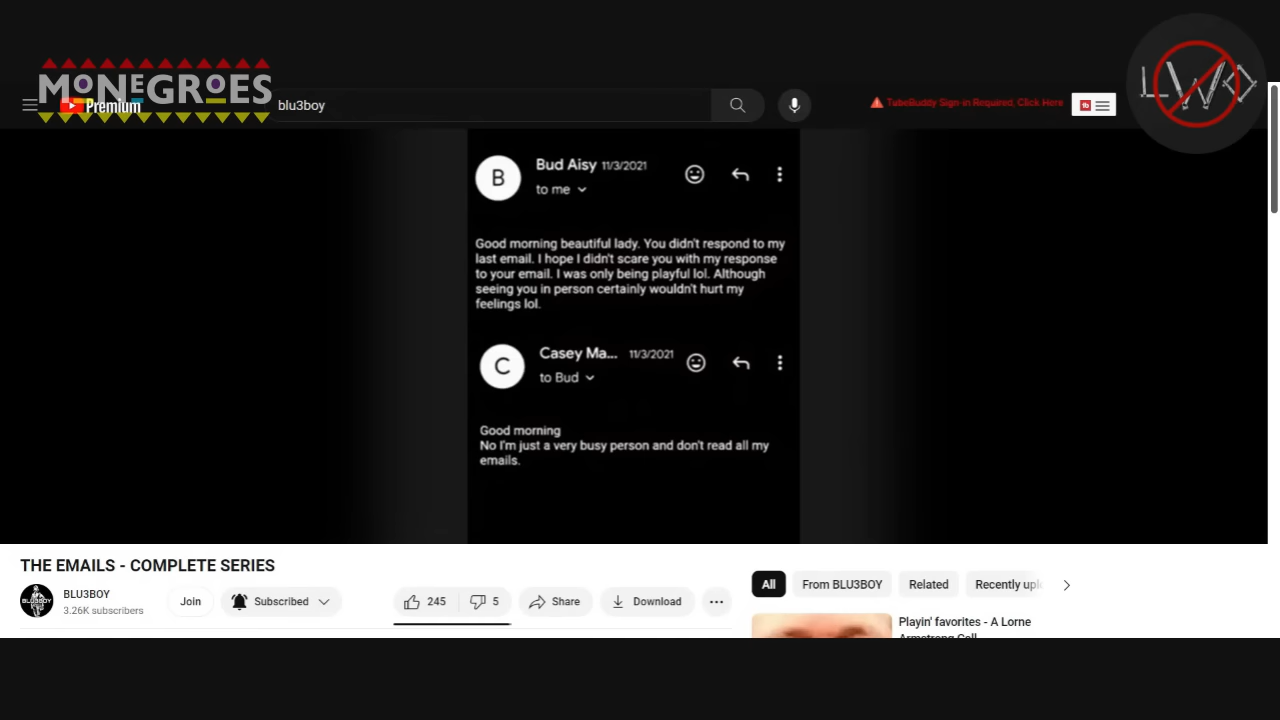 MONEGROES
Premium
blu3boy
TubeBuddy Sign-in Required, Click Here
tb
LWK
B
Bud Aisy 11/3/2021
to me
Good morning beautiful lady. You didn't respond to my
last email. I hope I didn't scare you with my response
to your email. I was only being playful lol. Although
seeing you in person certainly wouldn't hurt my
feelings lol.
C
Casey Ma... 11/3/2021
to Bud
Good morning
No I'm just a very busy person and don't read all my
emails.
THE EMAILS - COMPLETE SERIES
BLU3BOY
BLU3BOY
3.26K subscribers
Join
Subscribed
245
5
Share
Download
All
From BLU3BOY
Related
Recently uplo
Playin' favorites - A Lorne
Armstrong Call